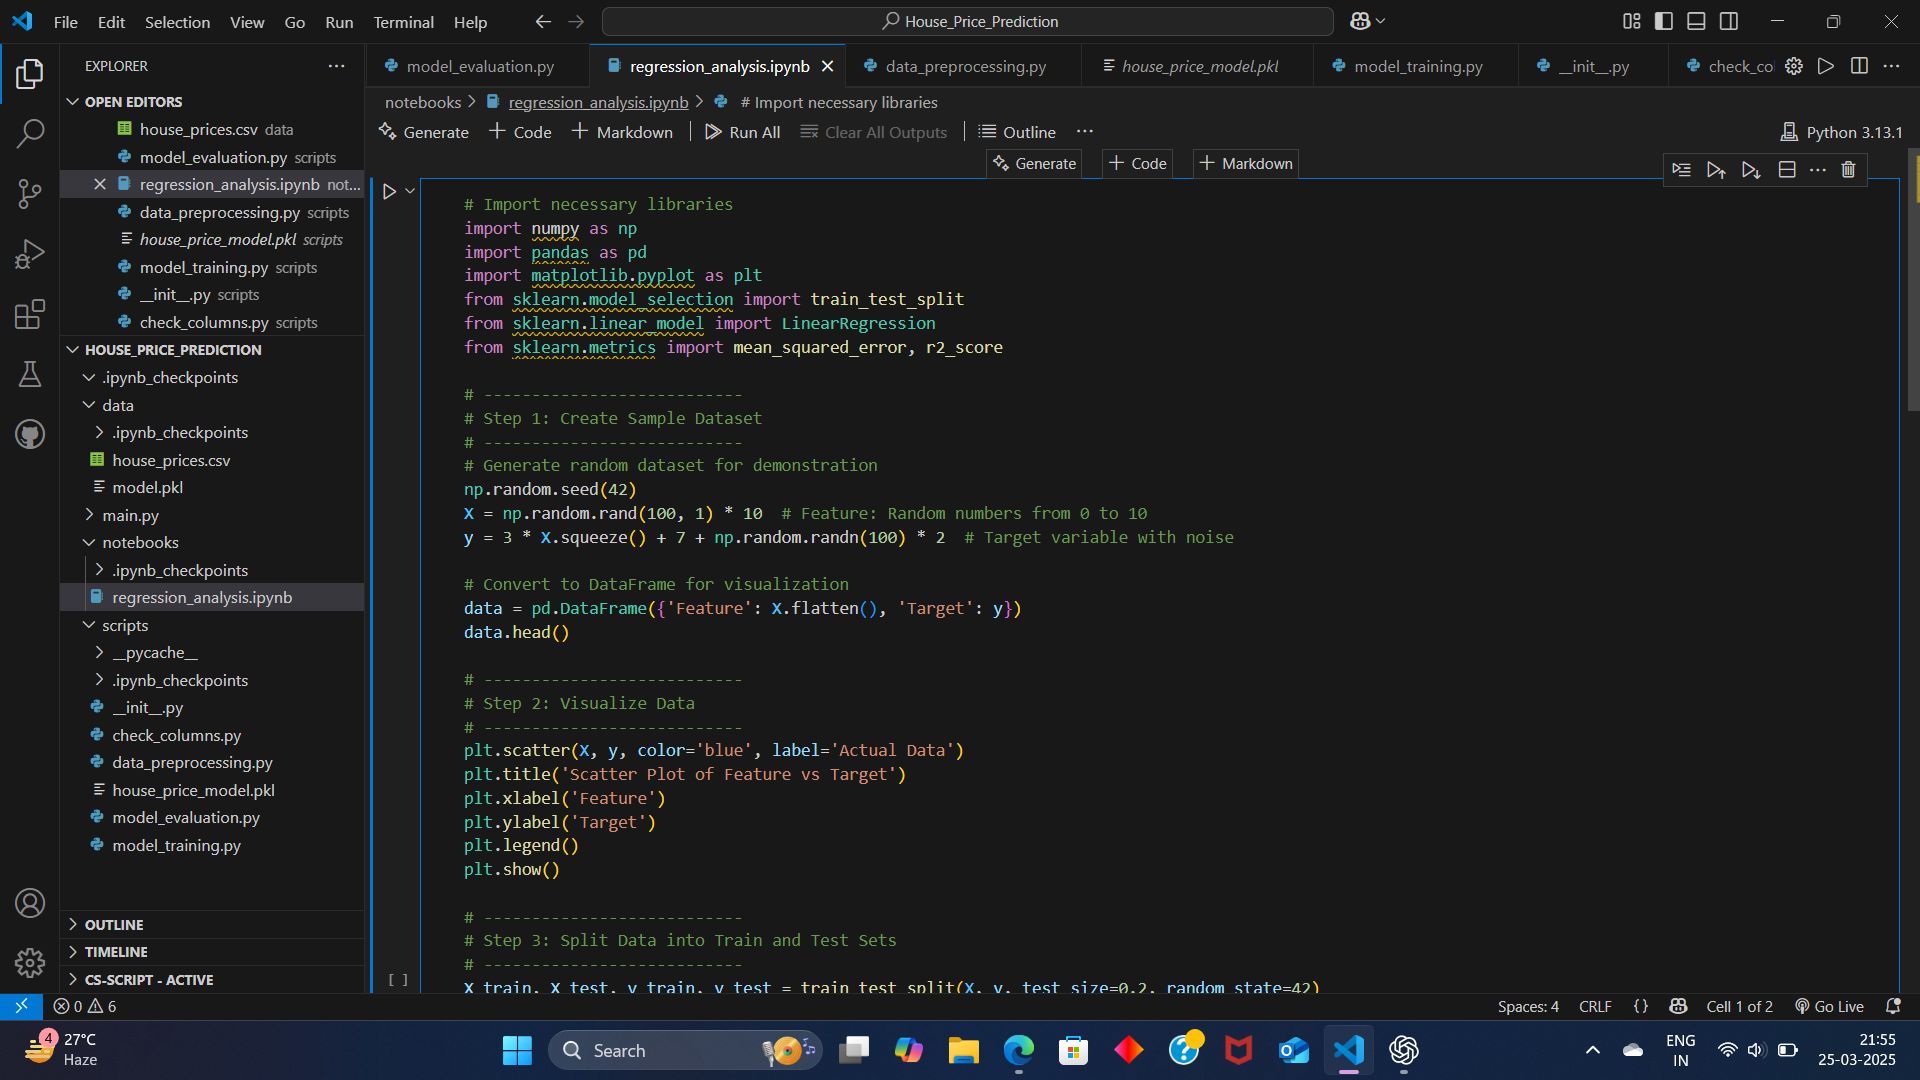 File Edit Selection View Go Run Terminal Help
House_Price_Prediction
EXPLORER
OPEN EDITORS
house_prices.csv data
model_evaluation.py scripts
regression_analysis.ipynb not...
data_preprocessing.py scripts
house_price_model.pkl scripts
model_training.py scripts
__init__.py scripts
check_columns.py scripts
HOUSE_PRICE_PREDICTION
.ipynb_checkpoints
data
.ipynb_checkpoints
house_prices.csv
model.pkl
main.py
notebooks
.ipynb_checkpoints
regression_analysis.ipynb
scripts
__pycache__
.ipynb_checkpoints
__init__.py
check_columns.py
data_preprocessing.py
house_price_model.pkl
model_evaluation.py
model_training.py
OUTLINE
TIMELINE
CS-SCRIPT - ACTIVE
model_evaluation.py regression_analysis.ipynb data_preprocessing.py house_price_model.pkl model_training.py __init__.py check_co
notebooks > regression_analysis.ipynb > # Import necessary libraries
Generate + Code + Markdown Run All Clear All Outputs Outline ...
Python 3.13.1
Generate + Code + Markdown
# Import necessary libraries
import numpy as np
import pandas as pd
import matplotlib.pyplot as plt
from sklearn.model_selection import train_test_split
from sklearn.linear_model import LinearRegression
from sklearn.metrics import mean_squared_error, r2_score
# ---------------------------
# Step 1: Create Sample Dataset
# ---------------------------
# Generate random dataset for demonstration
np.random.seed(42)
X = np.random.rand(100, 1) * 10  # Feature: Random numbers from 0 to 10
y = 3 * X.squeeze() + 7 + np.random.randn(100) * 2  # Target variable with noise
# Convert to DataFrame for visualization
data = pd.DataFrame({'Feature': X.flatten(), 'Target': y})
data.head()
# ---------------------------
# Step 2: Visualize Data
# ---------------------------
plt.scatter(X, y, color='blue', label='Actual Data')
plt.title('Scatter Plot of Feature vs Target')
plt.xlabel('Feature')
plt.ylabel('Target')
plt.legend()
plt.show()
# ---------------------------
# Step 3: Split Data into Train and Test Sets
# ---------------------------
X_train, X_test, y_train, y_test = train_test_split(X, y, test_size=0.2, random_state=42)
[ ]
0 6
Spaces: 4 CRLF {} Cell 1 of 2 Go Live
4
27°C
Haze
Search
ENG
IN
21:55
25-03-2025